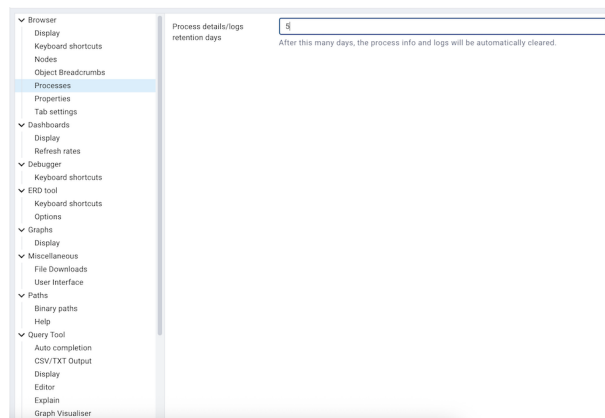 Browser
Display
Keyboard shortcuts
Nodes
Object Breadcrumbs
Processes
Properties
Tab settings
Dashboards
Display
Refresh rates
Debugger
Keyboard shortcuts
ERD tool
Keyboard shortcuts
Options
Graphs
Display
Miscellaneous
File Downloads
User Interface
Paths
Binary paths
Help
Query Tool
Auto completion
CSV/TXT Output
Display
Editor
Explain
Graph Visualiser
Process details/logs
retention days
5
After this many days, the process info and logs will be automatically cleared.